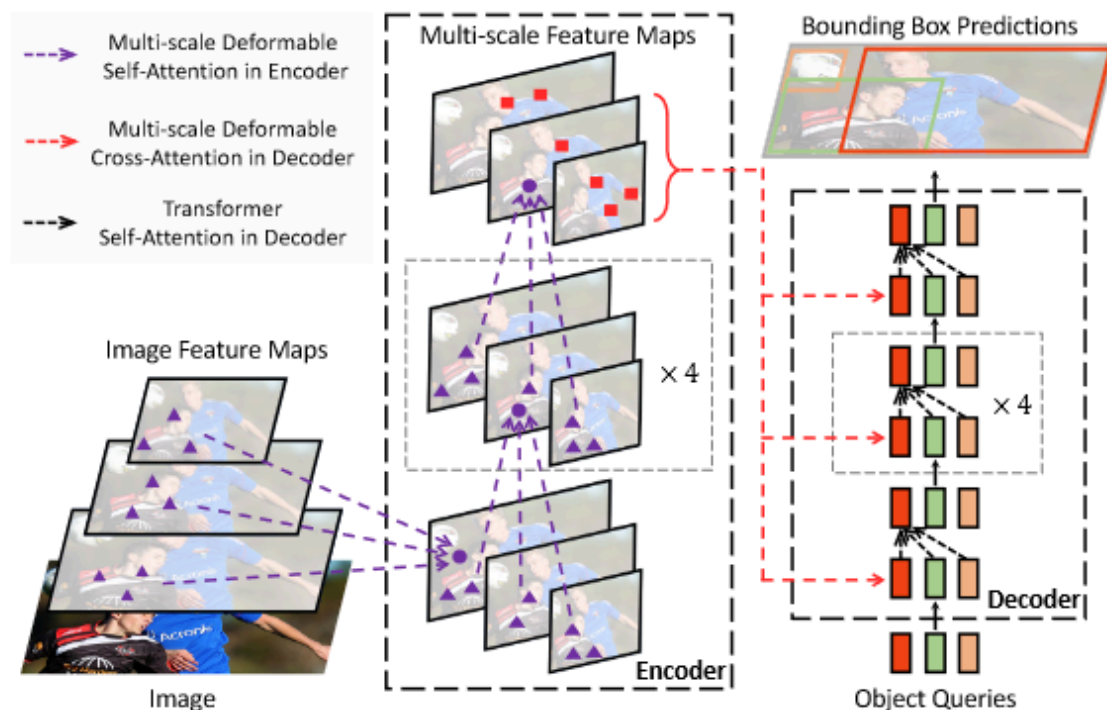 Multi-scale Deformable
Self-Attention in Encoder
Multi-scale Deformable
Cross-Attention in Decoder
Transformer
Self-Attention in Decoder
Multi-scale Feature Maps
Bounding Box Predictions
Image Feature Maps
× 4
× 4
Acronis
Encoder
Decoder
Image
Object Queries